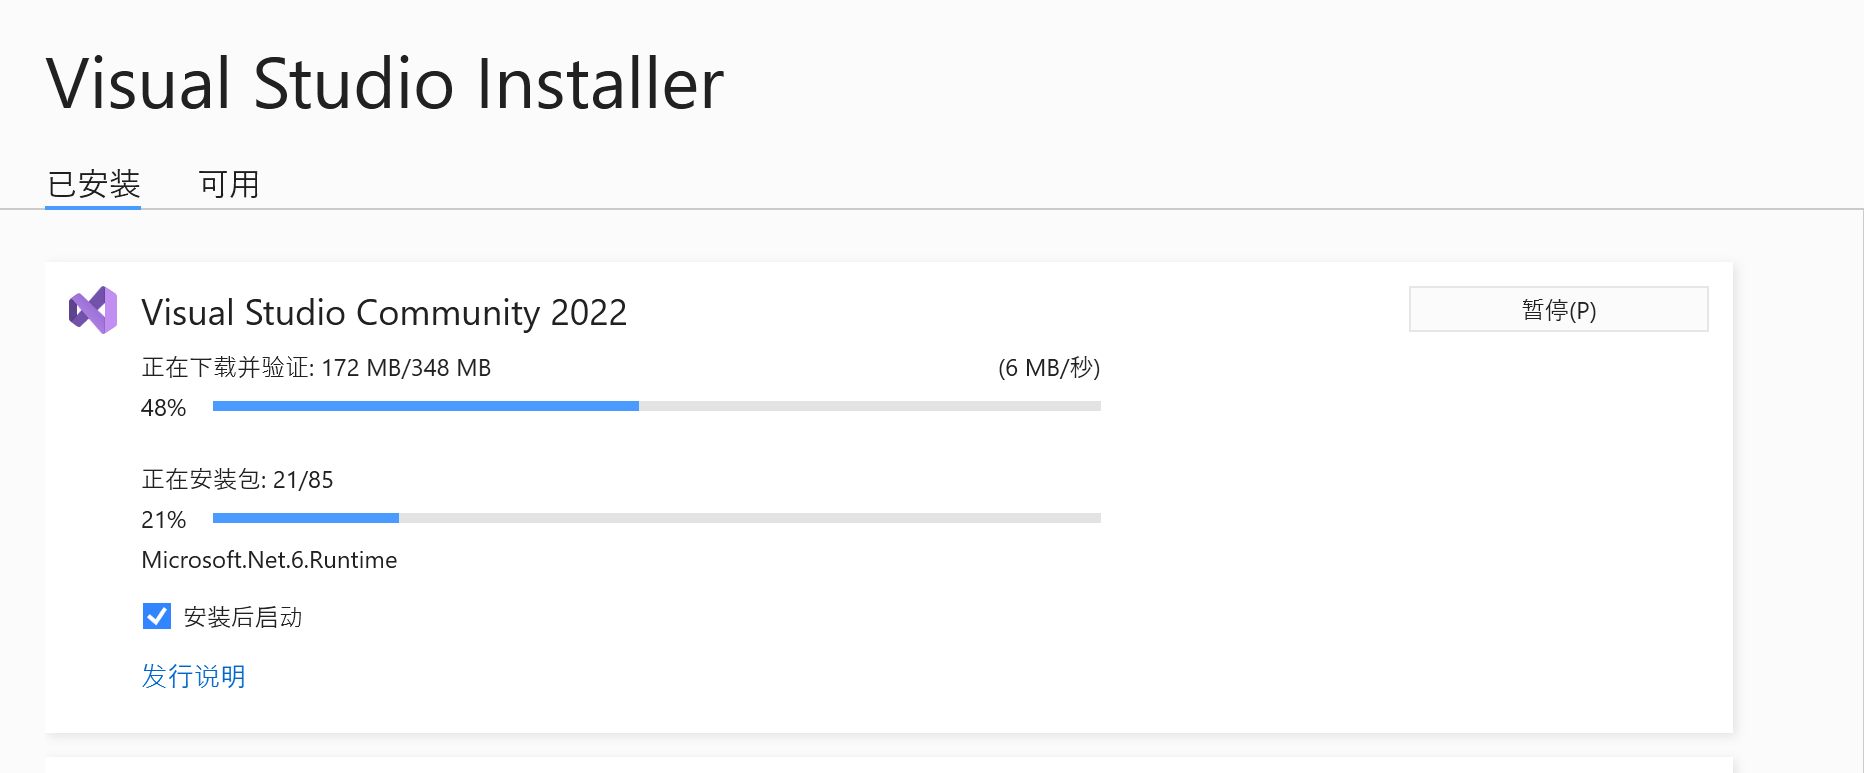 Visual Studio Installer
已安装 可用
Visual Studio Community 2022 暂停(P)
正在下载并验证: 172 MB/348 MB (6 MB/秒)
48%
正在安装包: 21/85
21%
Microsoft.Net.6.Runtime
安装后启动
发行说明